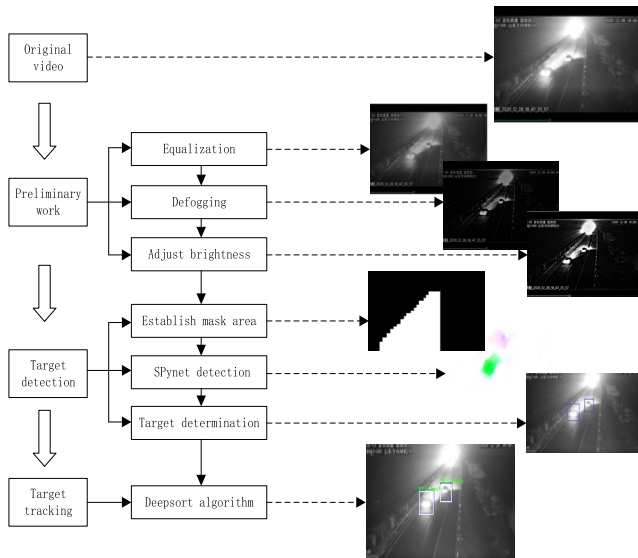 Original
video
Equalization
Preliminary
work
Defogging
Adjust brightness
Establish mask area
Target
detection
SPynet detection
Target determination
Target
tracking
Deepsort algorithm